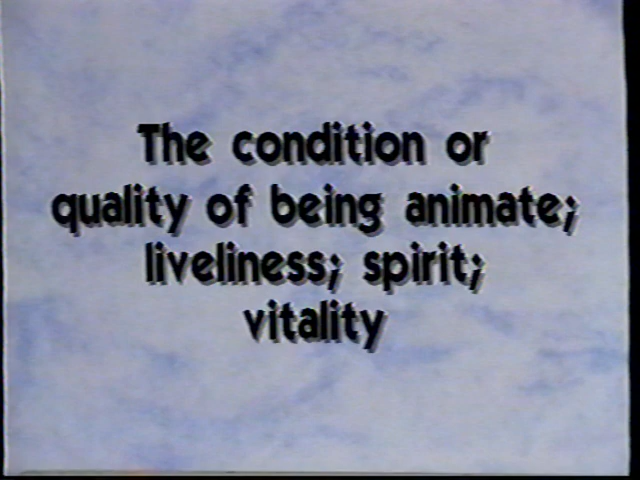 The condition or
quality of being animate;
liveliness; spirit;
vitality